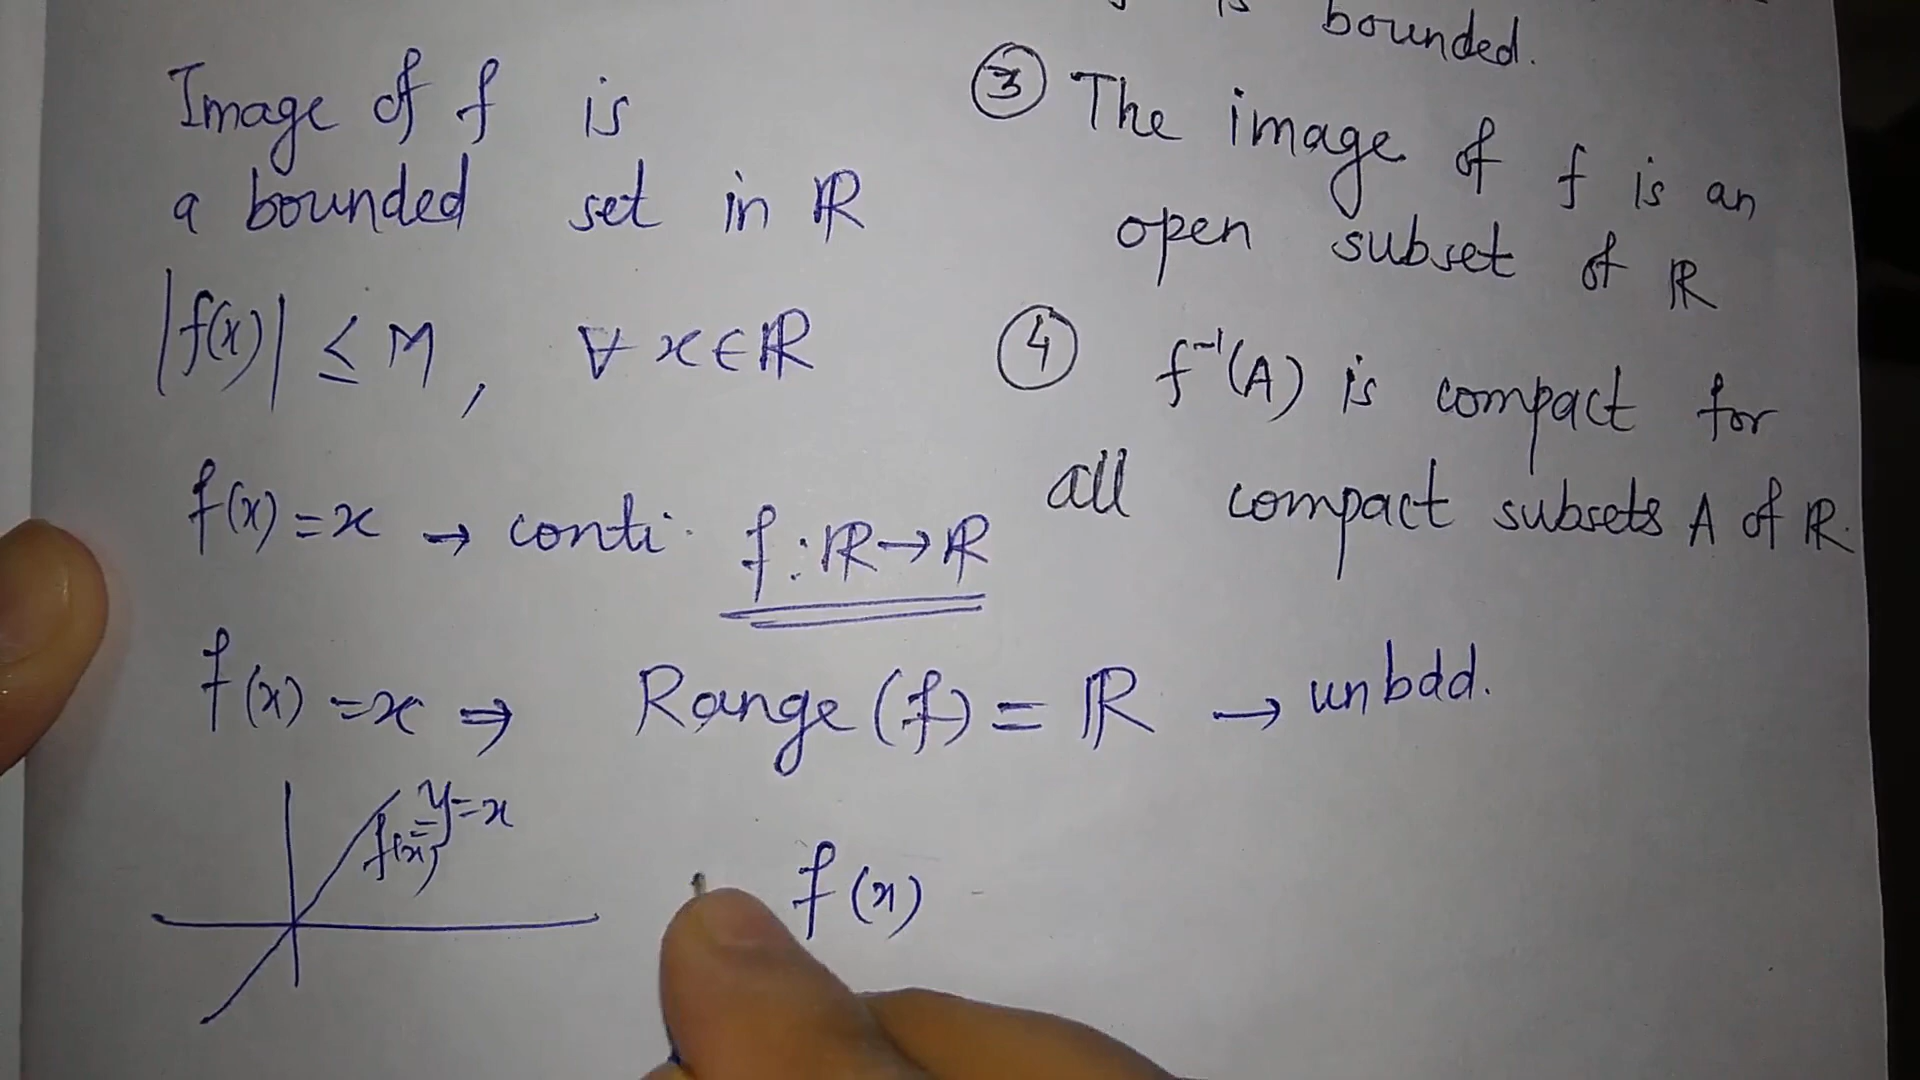 Image of f is
a bounded set in ℝ
|f(x)| ≤ M, ∀ x ∈ ℝ
f(x) = x → conti. f : ℝ → ℝ
f(x) = x ⇒ Range (f) = ℝ → unbdd.
y = x
f(x) =
f(x)
is bounded.
③ The image of f is an
open subset of ℝ
④ f⁻¹(A) is compact for
all compact subsets A of ℝ.